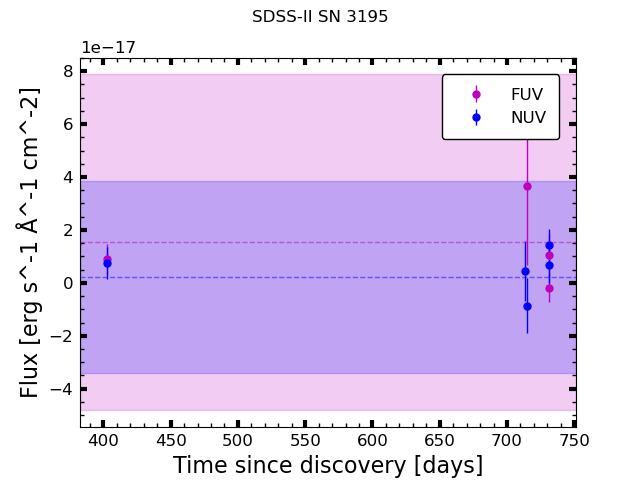 SDSS-II SN 3195
1e−17
8
6
4
2
0
−2
−4
Flux [erg s^-1 Å^-1 cm^-2]
FUV
NUV
400 450 500 550 600 650 700 750
Time since discovery [days]